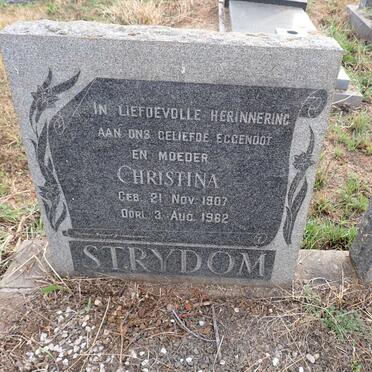 IN LIEFDEVOLLE HERINNERING
AAN ONS GELIEFDE EGGENOOT
EN MOEDER
CHRISTINA
GEB. 21 NOV. 1907
OORL. 3 AUG. 1962
STRYDOM